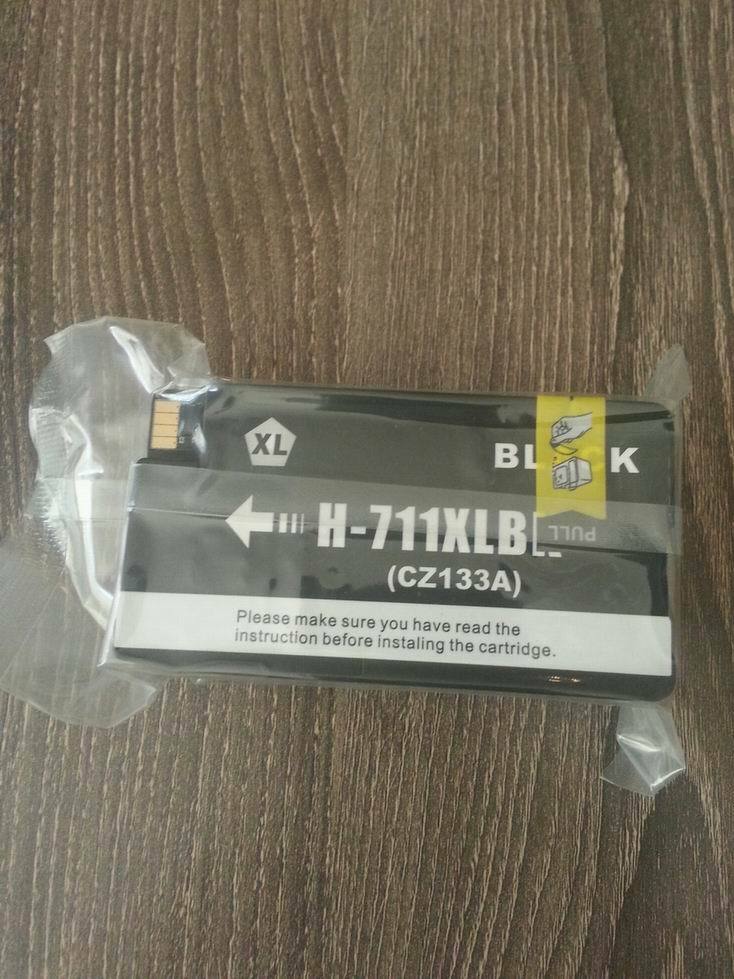 XL
BL K
H-711XLB
PULL
(CZ133A)
Please make sure you have read the
instruction before instaling the cartridge.